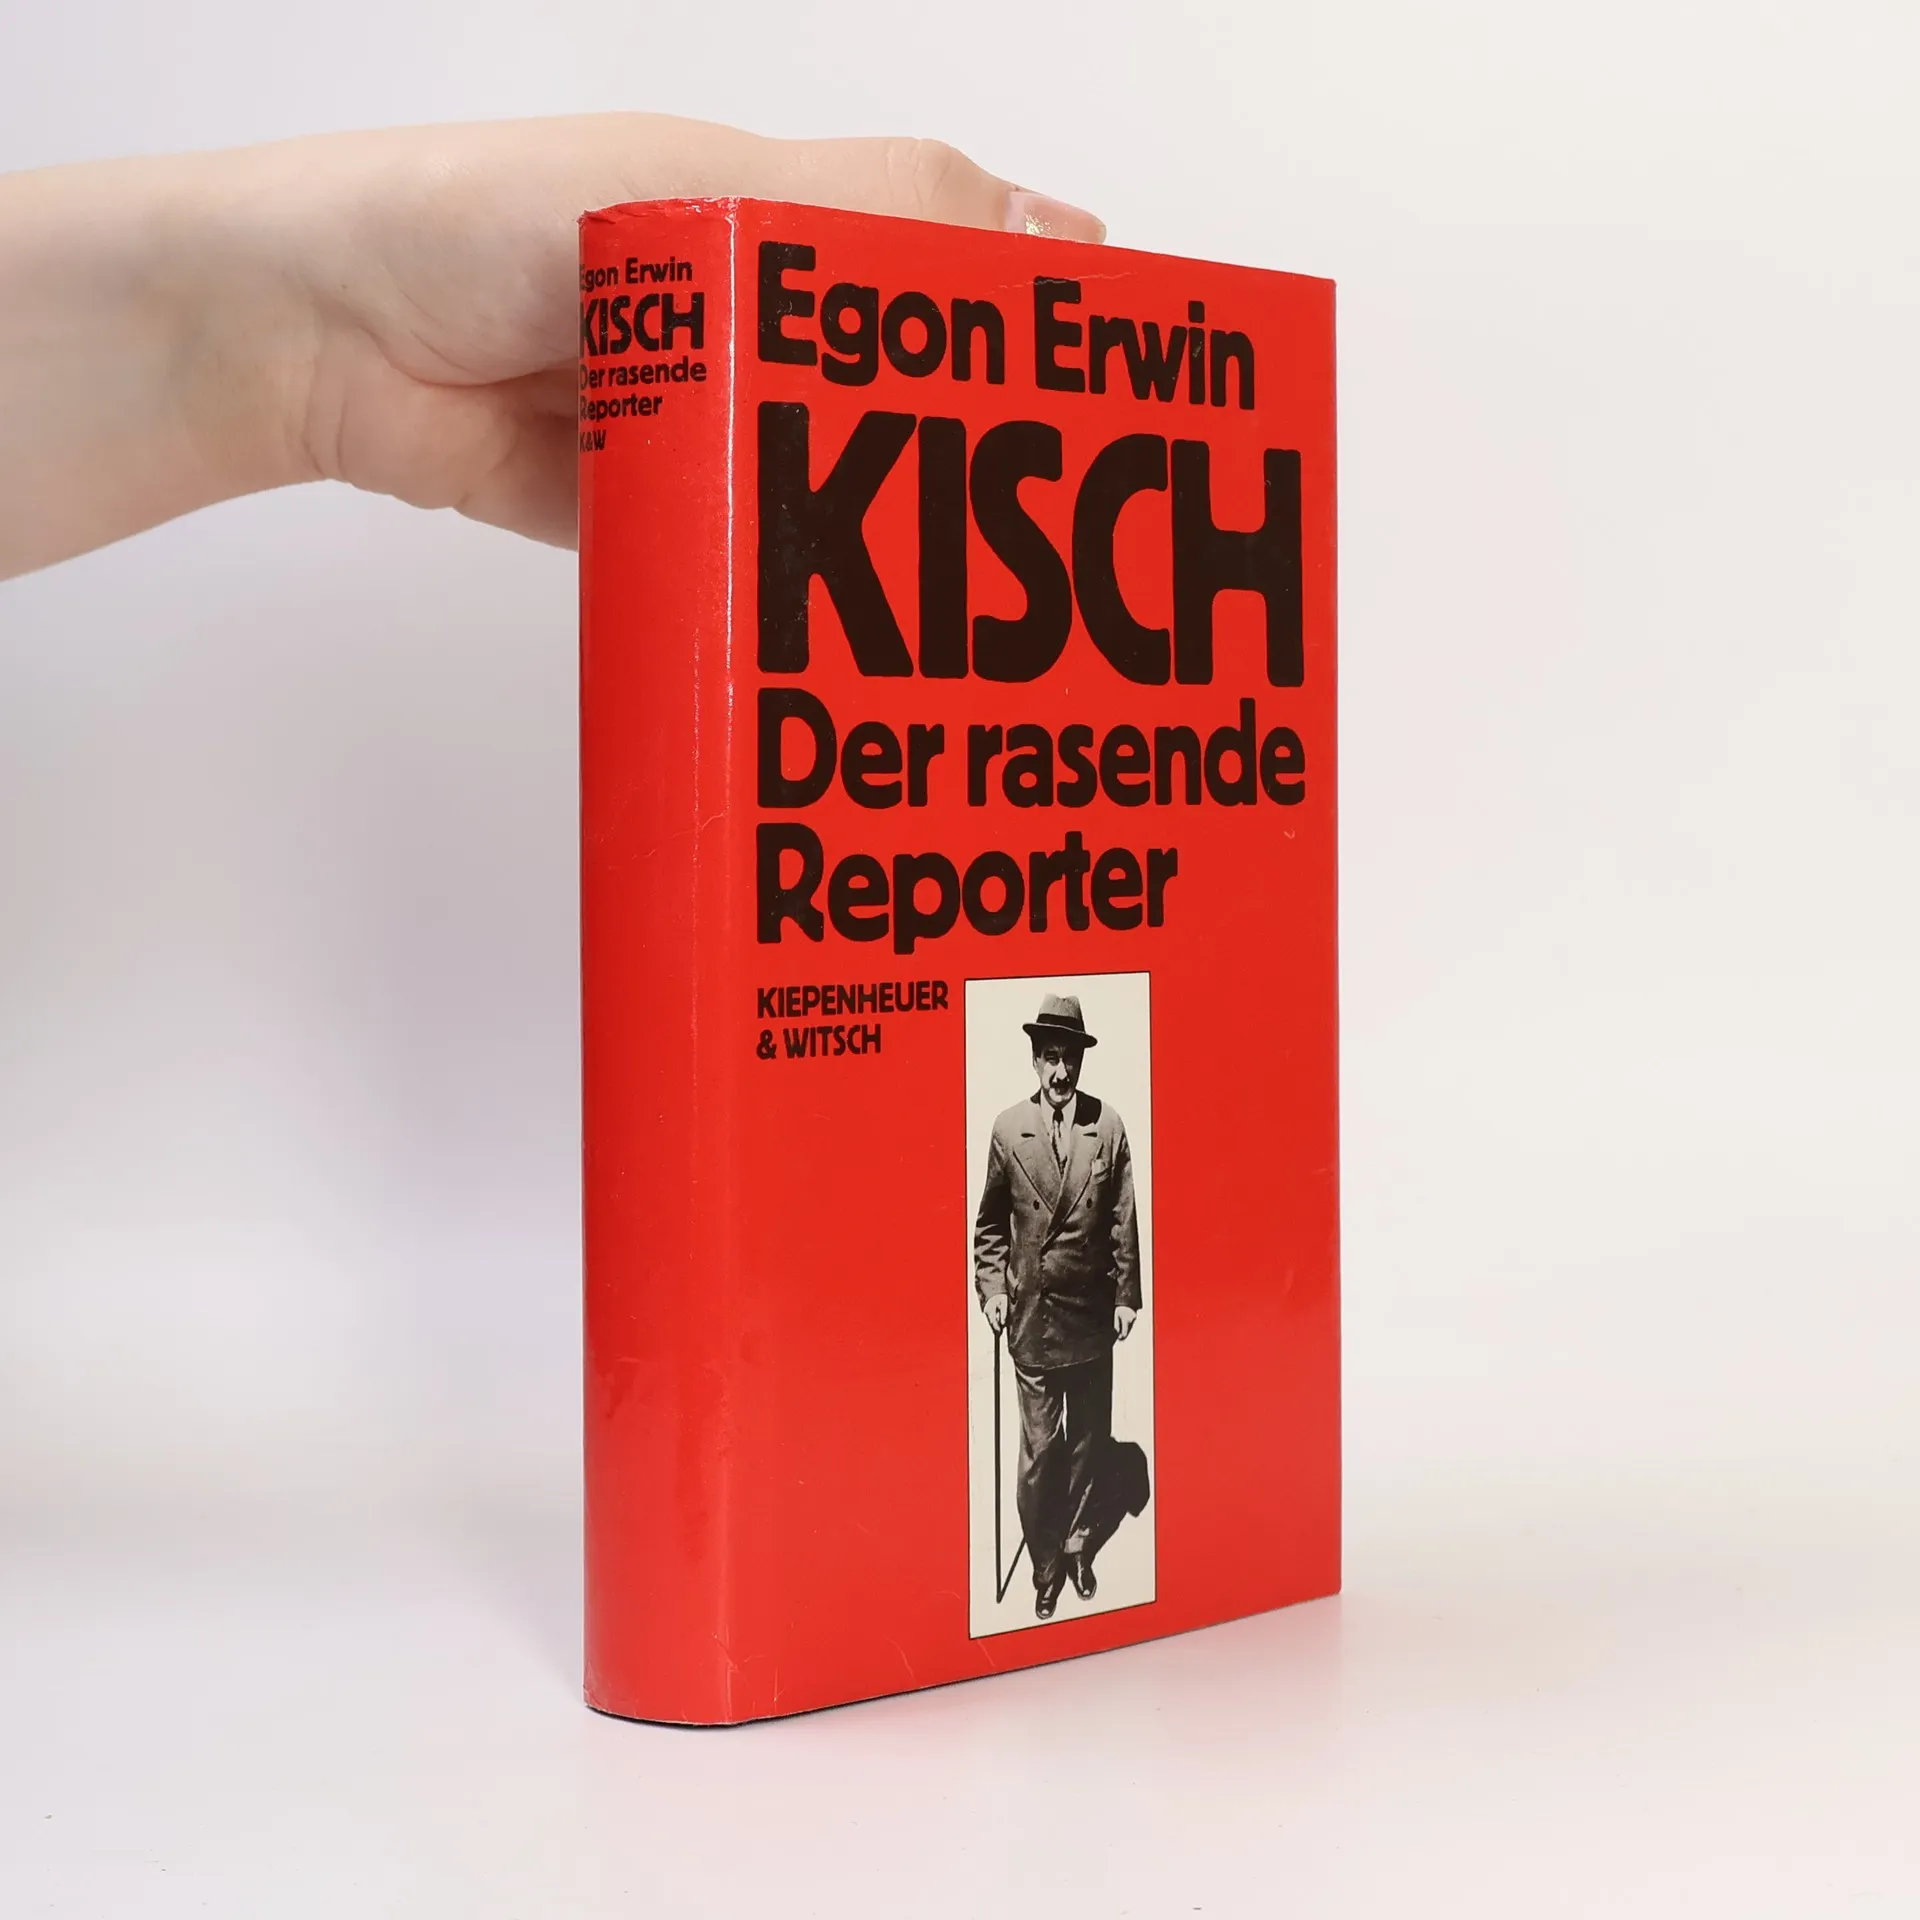 Egon Erwin
KISCH
Der rasende
Reporter
K&W
Egon Erwin
KISCH
Der rasende
Reporter
KIEPENHEUER
& WITSCH